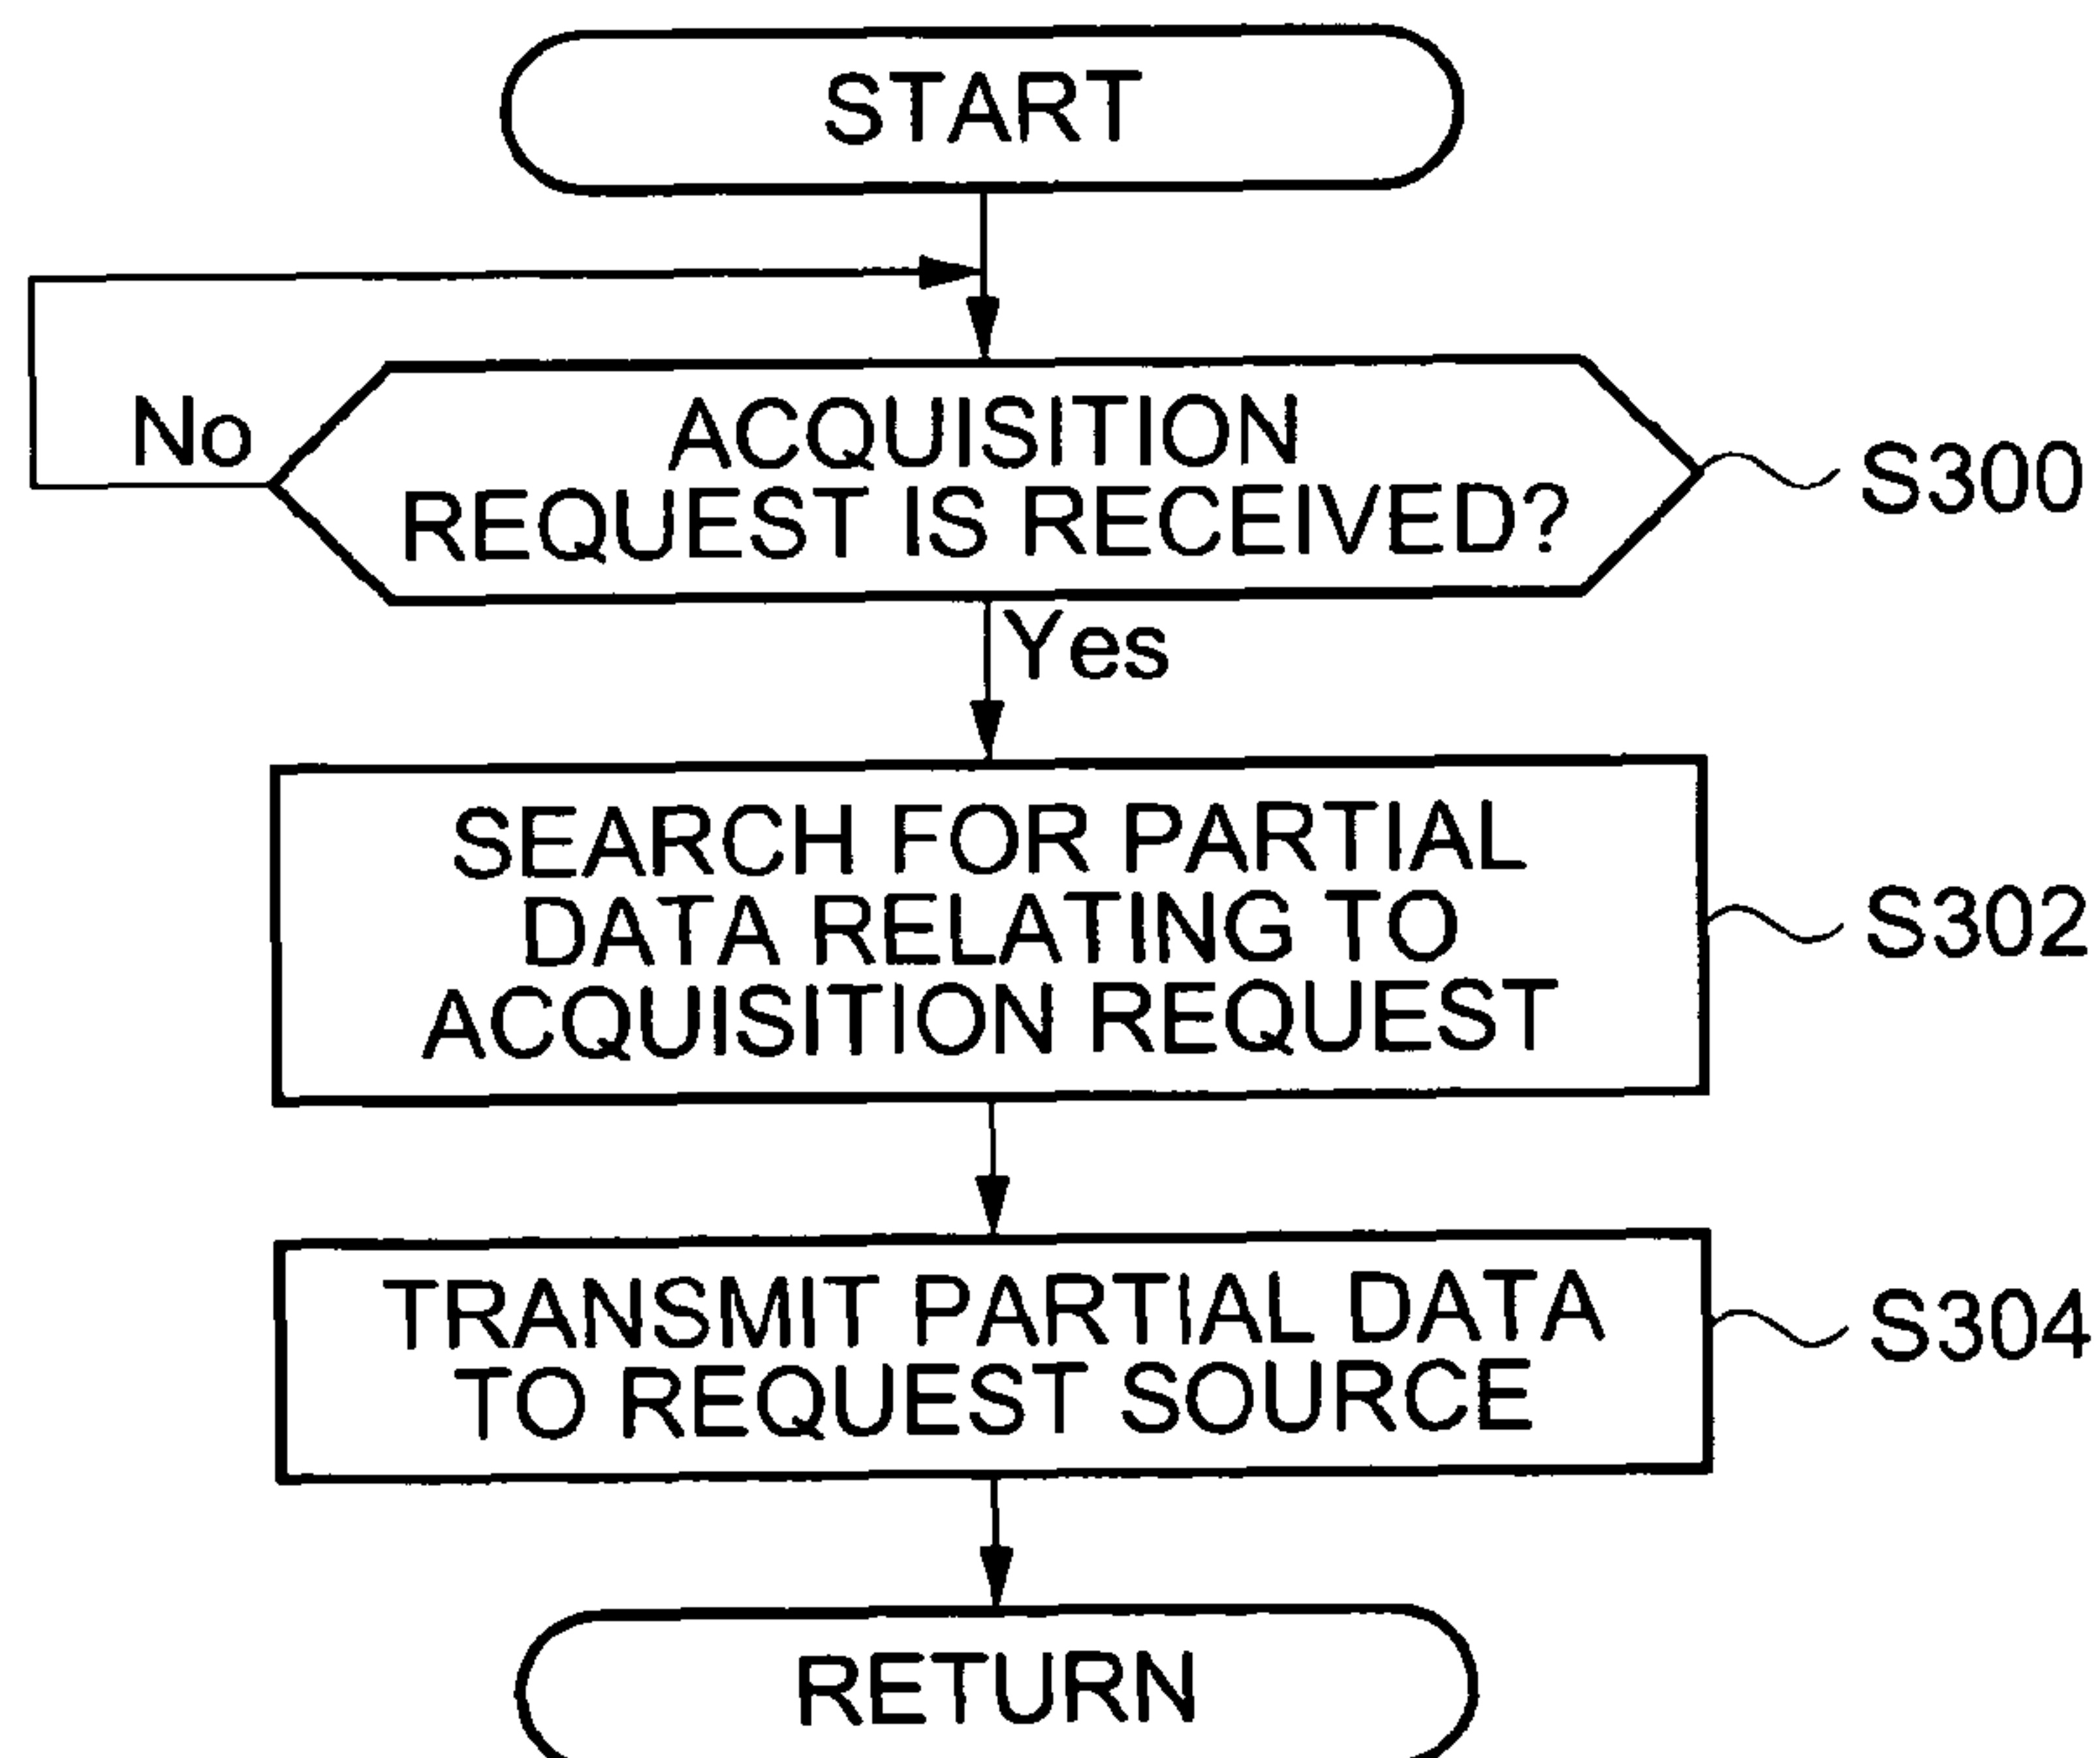 START
No
ACQUISITION
REQUEST IS RECEIVED?
S300
Yes
SEARCH FOR PARTIAL
DATA RELATING TO
ACQUISITION REQUEST
S302
TRANSMIT PARTIAL DATA
TO REQUEST SOURCE
S304
RETURN